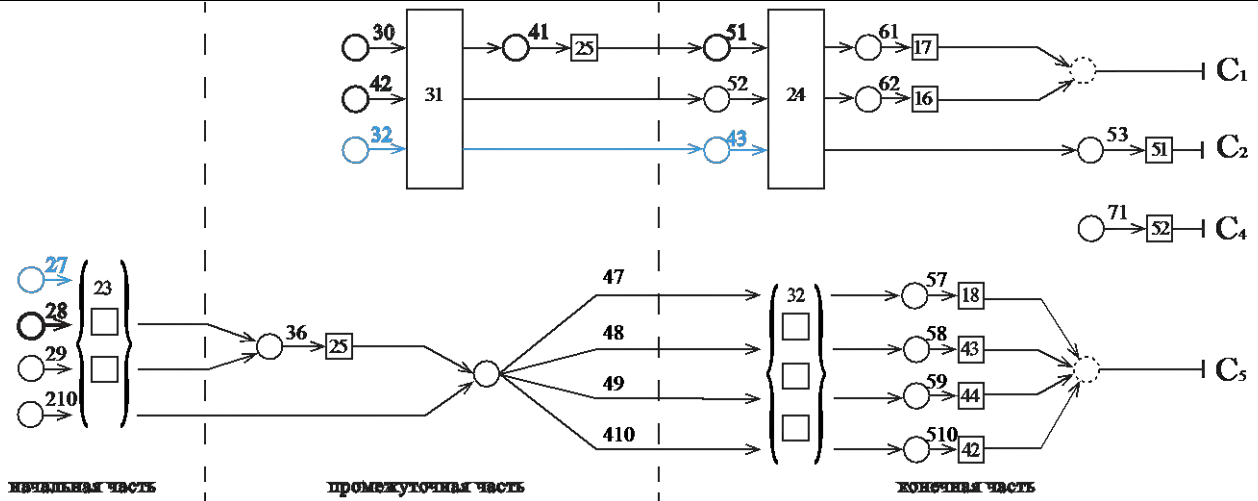 30 41 51 61
25 17
C1
42 31 52 24 62
16
32 43 53
51 C2
71
52 C4
27 47 57
23 32 18
28 48 58
36 25 43
29 49 59 C5
44
210 410 510
42
начальная часть промежуточная часть конечная часть